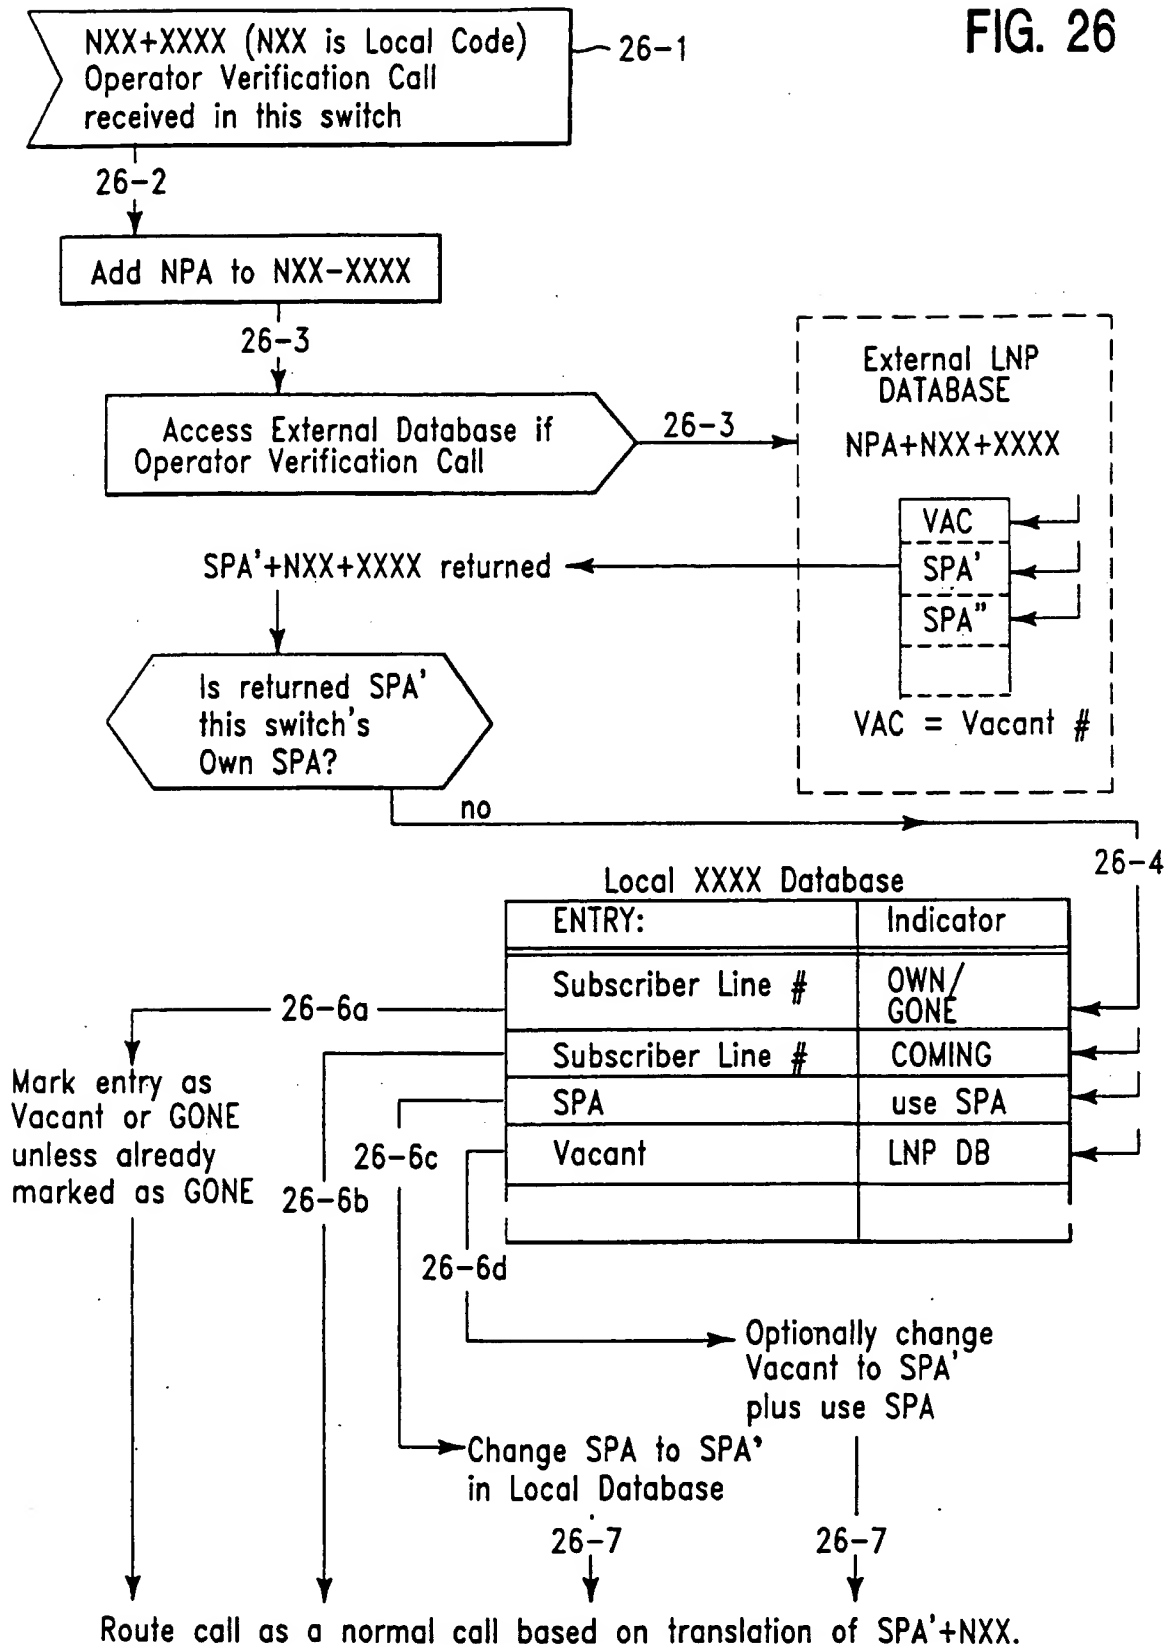 FIG. 26
NXX+XXXX (NXX is Local Code)
Operator Verification Call
received in this switch
26-1
26-2
Add NPA to NXX-XXXX
26-3
Access External Database if
Operator Verification Call
26-3
External LNP
DATABASE
NPA+NXX+XXXX
VAC
SPA'
SPA"
VAC = Vacant #
SPA'+NXX+XXXX returned
Is returned SPA'
this switch's
Own SPA?
no
26-4
Local XXXX Database
ENTRY: Indicator
Subscriber Line # OWN/
GONE
Subscriber Line # COMING
SPA use SPA
Vacant LNP DB
26-6a
Mark entry as
Vacant or GONE
unless already
marked as GONE
26-6b
26-6c
26-6d
Optionally change
Vacant to SPA'
plus use SPA
Change SPA to SPA'
in Local Database
26-7
26-7
Route call as a normal call based on translation of SPA'+NXX.